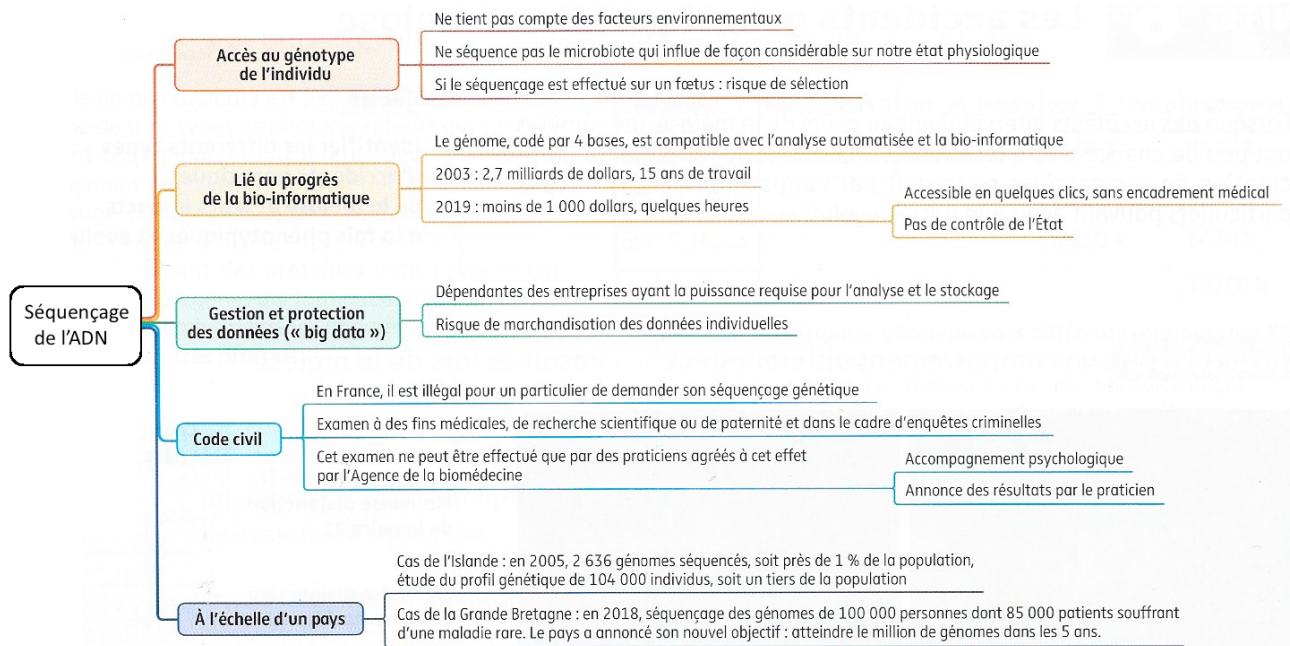 Séquençage
de l'ADN
Accès au génotype
de l'individu
Ne tient pas compte des facteurs environnementaux
Ne séquence pas le microbiote qui influe de façon considérable sur notre état physiologique
Si le séquençage est effectué sur un fœtus : risque de sélection
Lié au progrès
de la bio-informatique
Le génome, codé par 4 bases, est compatible avec l'analyse automatisée et la bio-informatique
2003 : 2,7 milliards de dollars, 15 ans de travail
2019 : moins de 1 000 dollars, quelques heures
Accessible en quelques clics, sans encadrement médical
Pas de contrôle de l'État
Gestion et protection
des données (« big data »)
Dépendantes des entreprises ayant la puissance requise pour l'analyse et le stockage
Risque de marchandisation des données individuelles
Code civil
En France, il est illégal pour un particulier de demander son séquençage génétique
Examen à des fins médicales, de recherche scientifique ou de paternité et dans le cadre d'enquêtes criminelles
Cet examen ne peut être effectué que par des praticiens agréés à cet effet
par l'Agence de la biomédecine
Accompagnement psychologique
Annonce des résultats par le praticien
À l'échelle d'un pays
Cas de l'Islande : en 2005, 2 636 génomes séquencés, soit près de 1 % de la population,
étude du profil génétique de 104 000 individus, soit un tiers de la population
Cas de la Grande Bretagne : en 2018, séquençage des génomes de 100 000 personnes dont 85 000 patients souffrant
d'une maladie rare. Le pays a annoncé son nouvel objectif : atteindre le million de génomes dans les 5 ans.